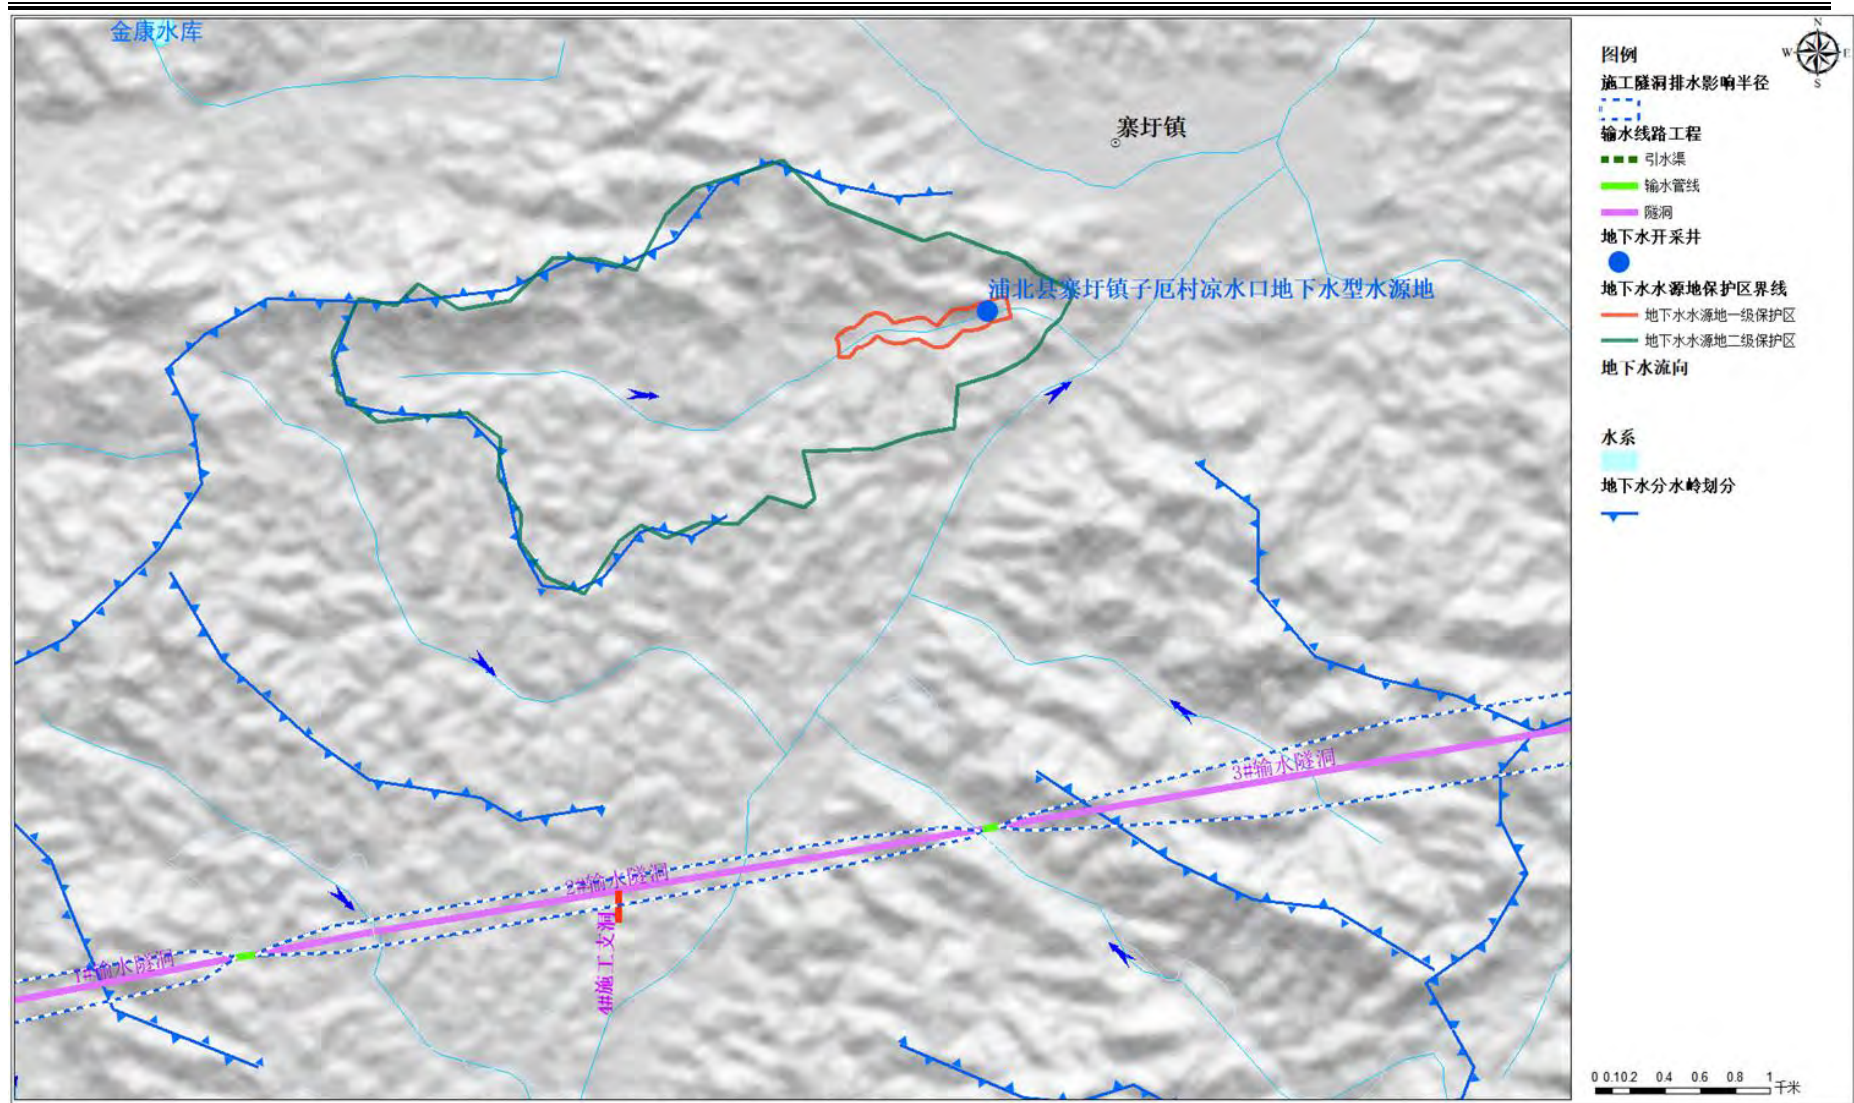 金康水库
寨圩镇
浦北县寨圩镇子厄村凉水口地下水型水源地
3#输水隧洞
2#输水隧洞
4#施工支洞
1#输水隧洞
N
W E
S
图例
施工隧洞排水影响半径
输水线路工程
引水渠
输水管线
隧洞
地下水开采井
地下水水源地保护区界线
地下水水源地一级保护区
地下水水源地二级保护区
地下水流向
水系
地下水分水岭划分
0 0.10.2 0.4 0.6 0.8 1
千米